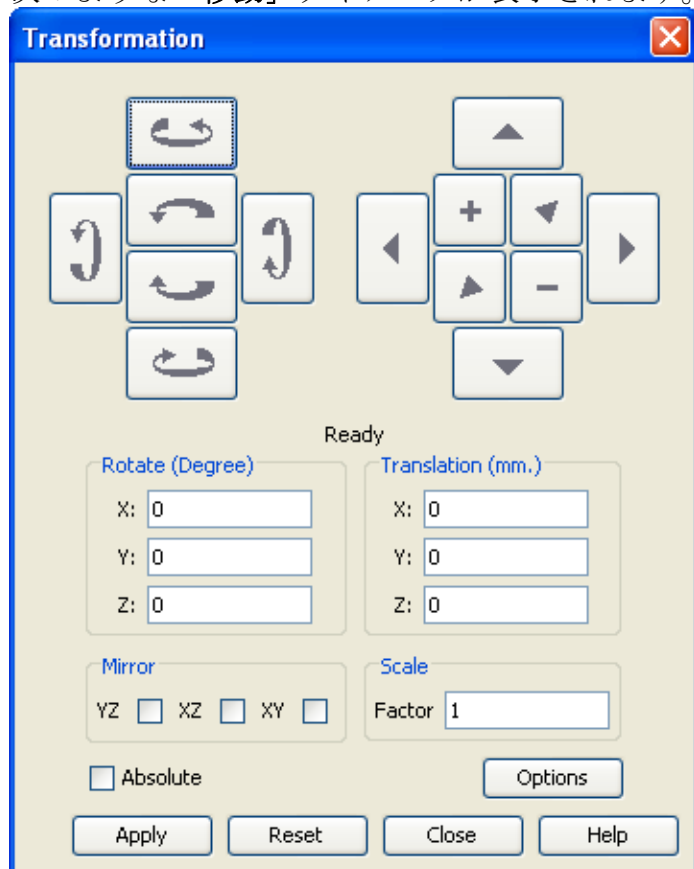 Transformation
Ready
Rotate (Degree)
X: 0
Y: 0
Z: 0
Translation (mm.)
X: 0
Y: 0
Z: 0
Mirror
YZ XZ XY
Scale
Factor 1
Absolute
Options
Apply Reset Close Help